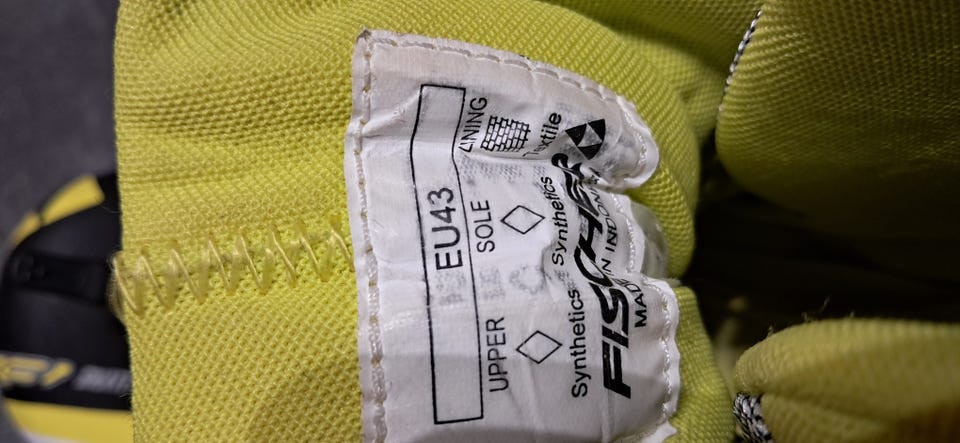 EU43
UPPER SOLE LINING
Synthetics Synthetics Textile
FISCHER
MADE IN INDONESIA